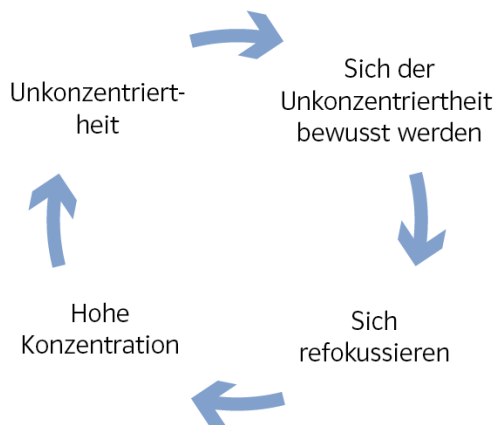 Unkonzentriert-
heit
Sich der
Unkonzentriertheit
bewusst werden
Sich
refokussieren
Hohe
Konzentration